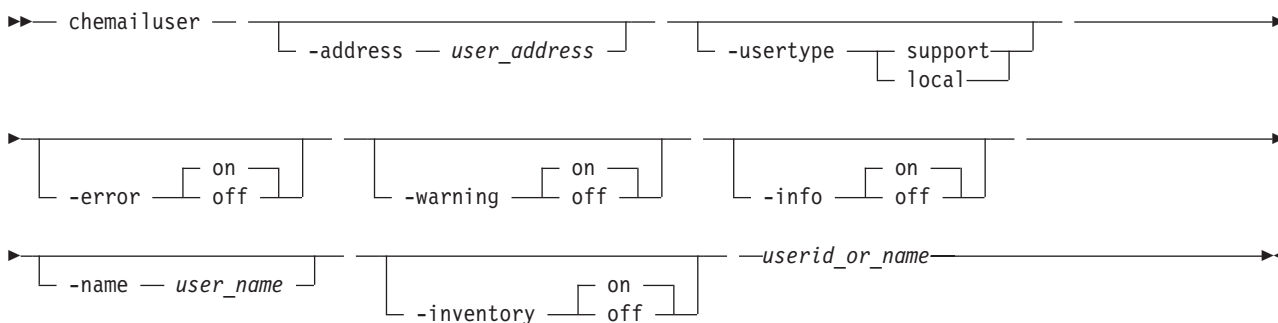 chemailuser
-address user_address
-usertype support
local
-error on
off
-warning on
off
-info on
off
-name user_name
-inventory on
off
userid_or_name